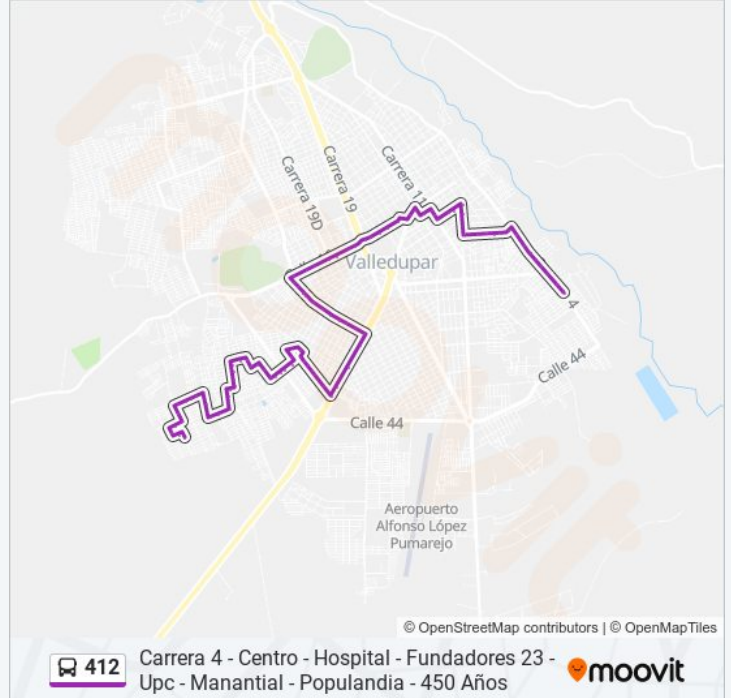 Carrera 19D
Carrera 19
Carrera 11
Valledupar
4
Calle 44
Calle 44
Aeropuerto
Alfonso López
Pumarejo
© OpenStreetMap contributors | © OpenMapTiles
412
Carrera 4 - Centro - Hospital - Fundadores 23 -
Upc - Manantial - Populandia - 450 Años
moovit